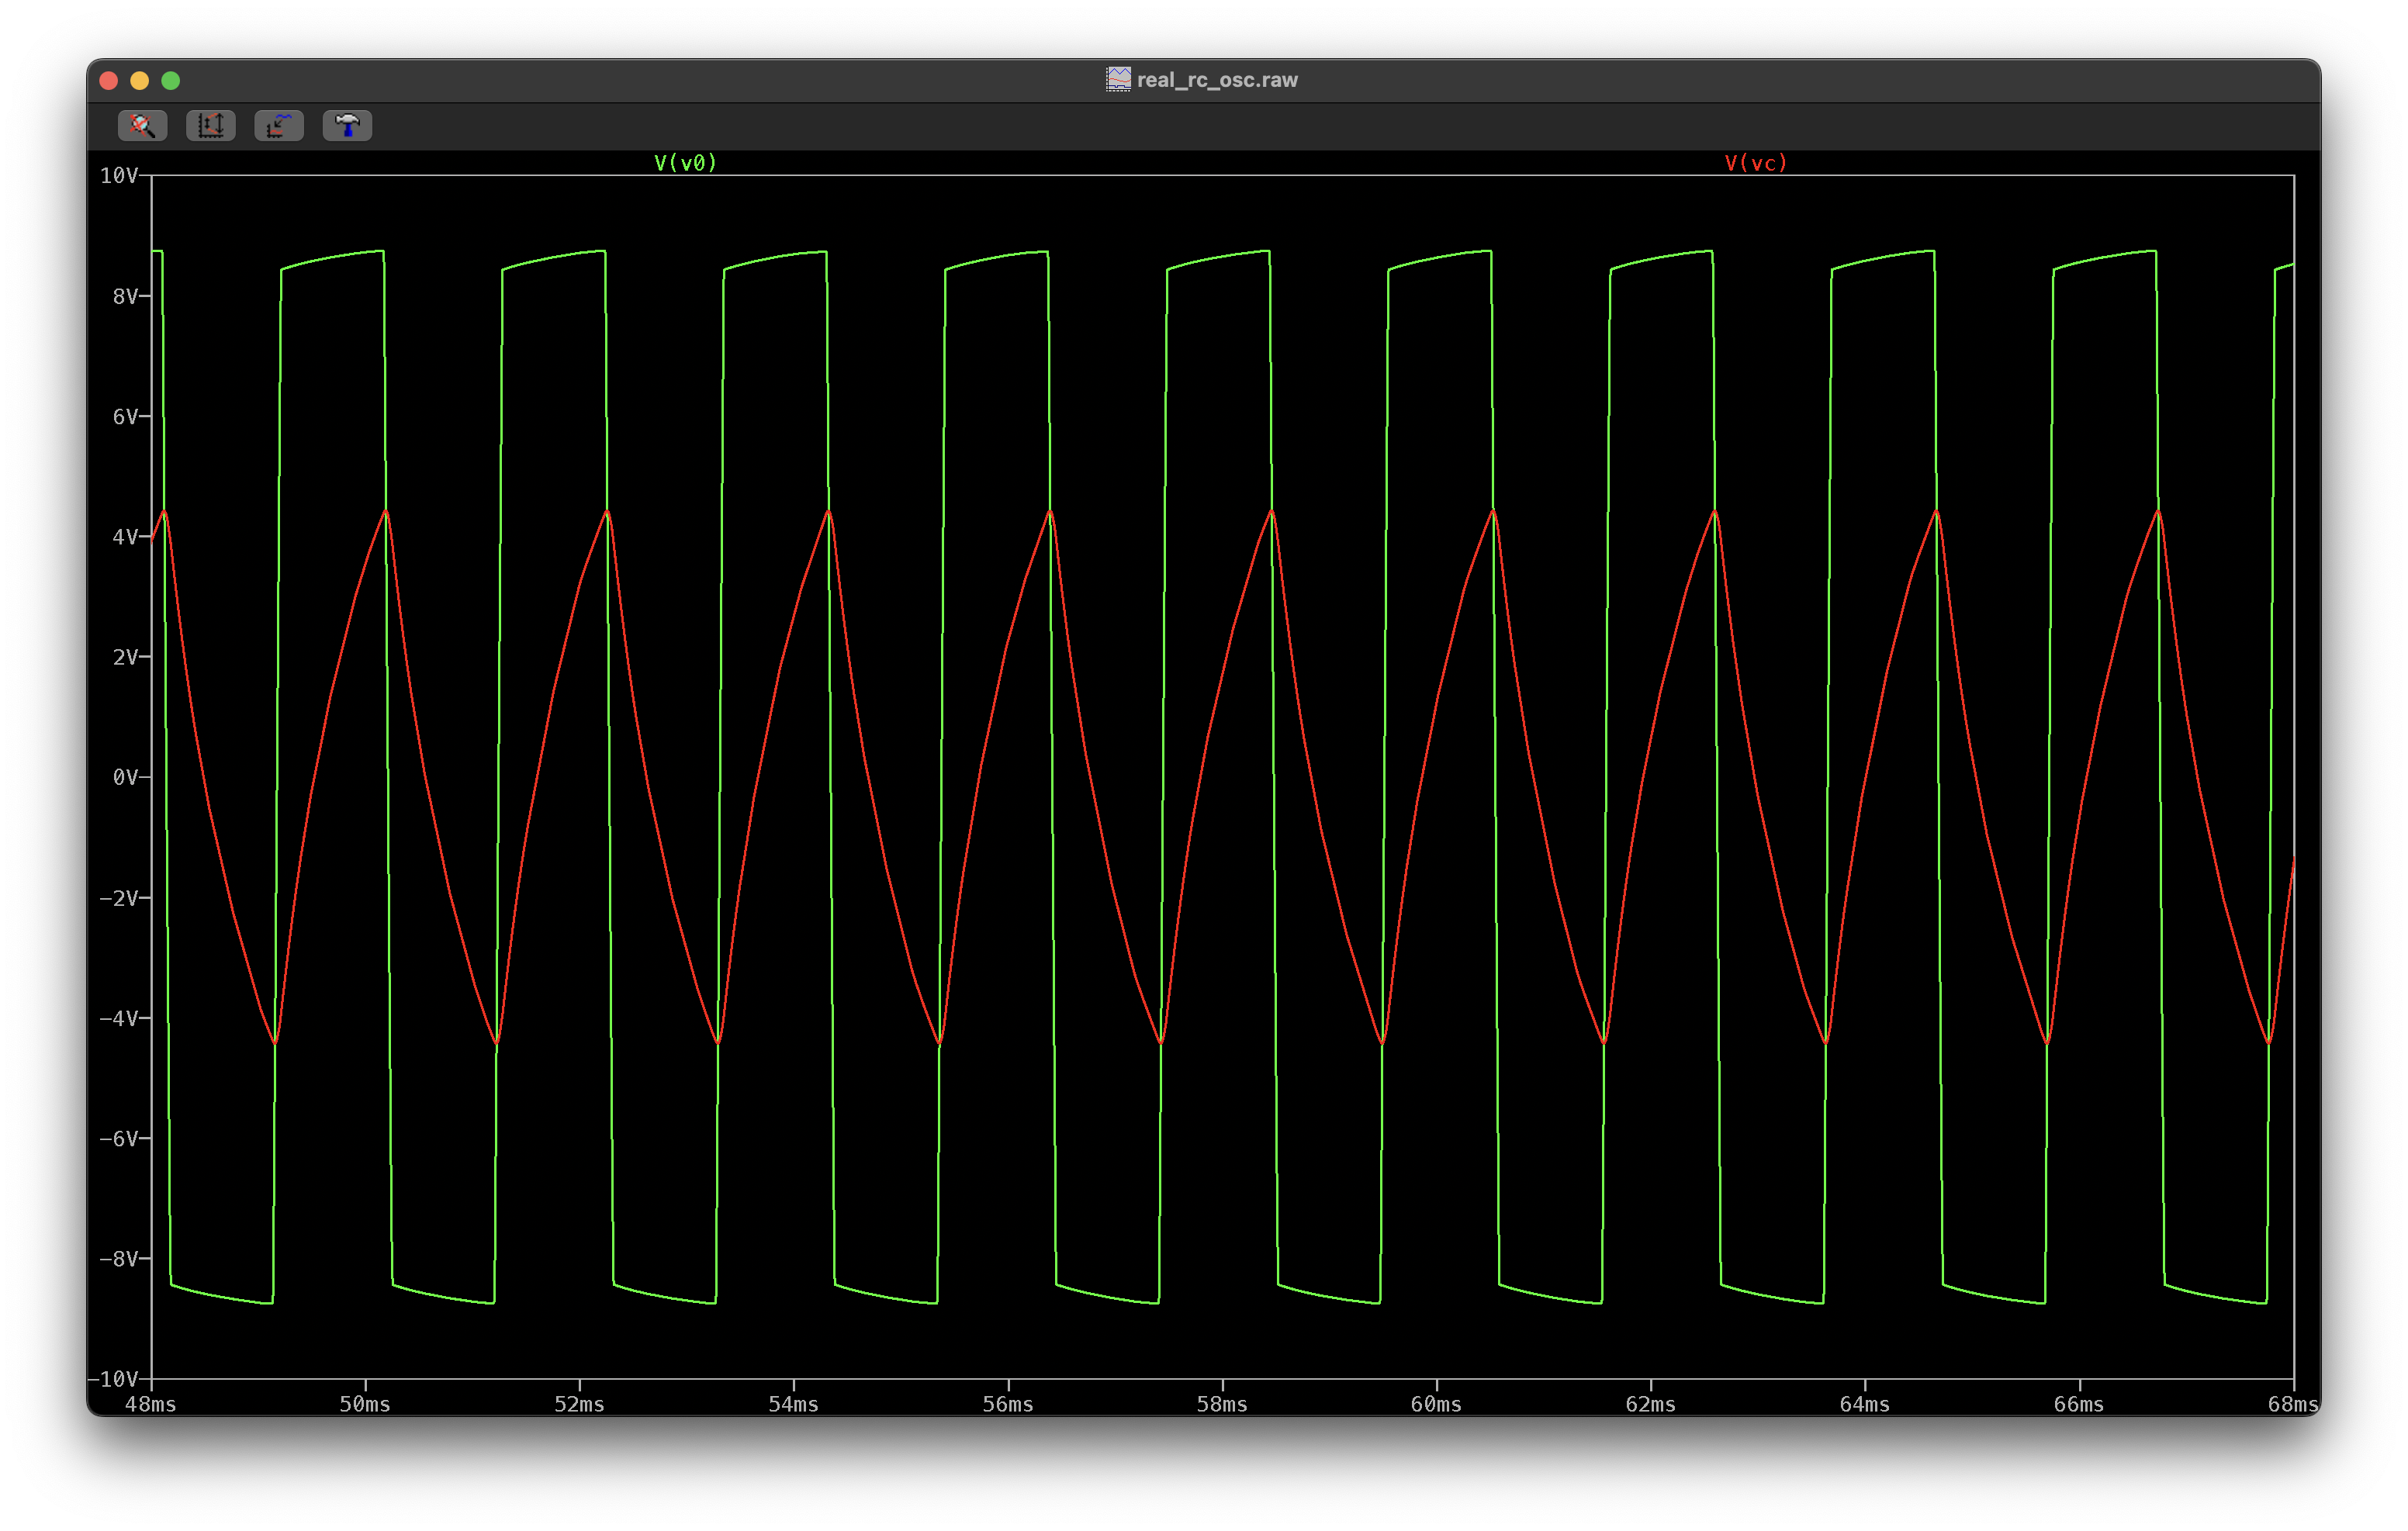 real_rc_osc.raw
V(v0) V(vc)
10V
8V
6V
4V
2V
0V
-2V
-4V
-6V
-8V
-10V
48ms 50ms 52ms 54ms 56ms 58ms 60ms 62ms 64ms 66ms 68ms